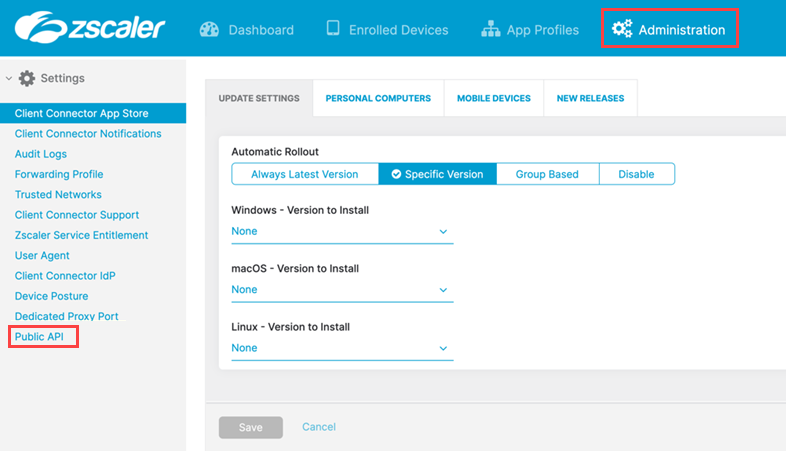 zscaler
Dashboard
Enrolled Devices
App Profiles
Administration
Settings
Client Connector App Store
Client Connector Notifications
Audit Logs
Forwarding Profile
Trusted Networks
Client Connector Support
Zscaler Service Entitlement
User Agent
Client Connector IdP
Device Posture
Dedicated Proxy Port
Public API
UPDATE SETTINGS
PERSONAL COMPUTERS
MOBILE DEVICES
NEW RELEASES
Automatic Rollout
Always Latest Version
Specific Version
Group Based
Disable
Windows - Version to Install
None
macOS - Version to Install
None
Linux - Version to Install
None
Save
Cancel